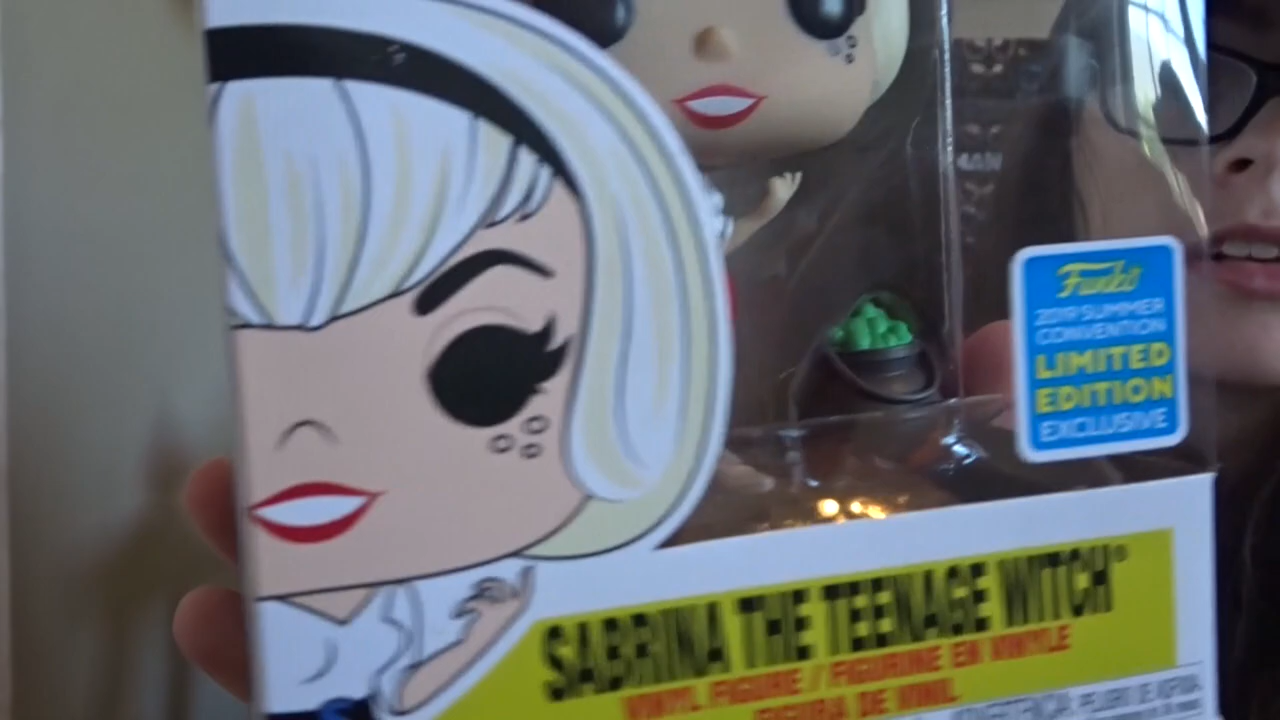 Funko
2019 SUMMER
CONVENTION
LIMITED
EDITION
EXCLUSIVE
SABRINA THE TEENAGE WITCH®
VINYL FIGURE / FIGURINE EN VINYLE
FIGURA DE VINIL